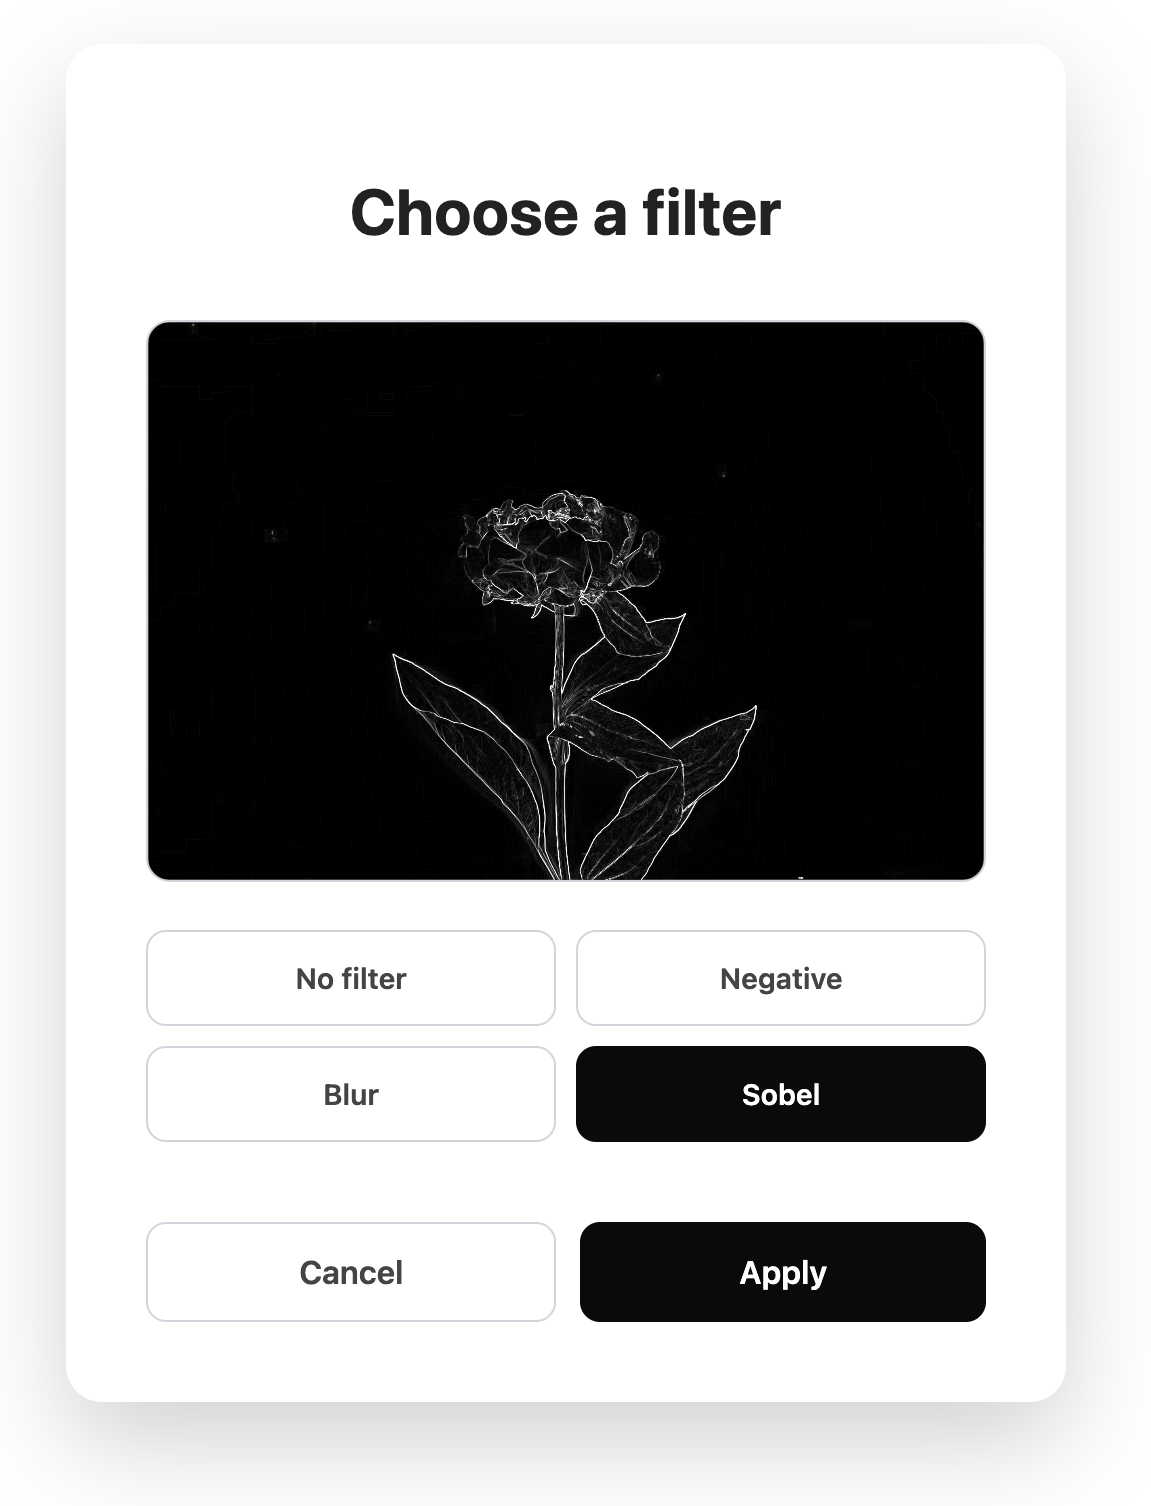 Choose a filter
No filter
Negative
Blur
Sobel
Cancel
Apply